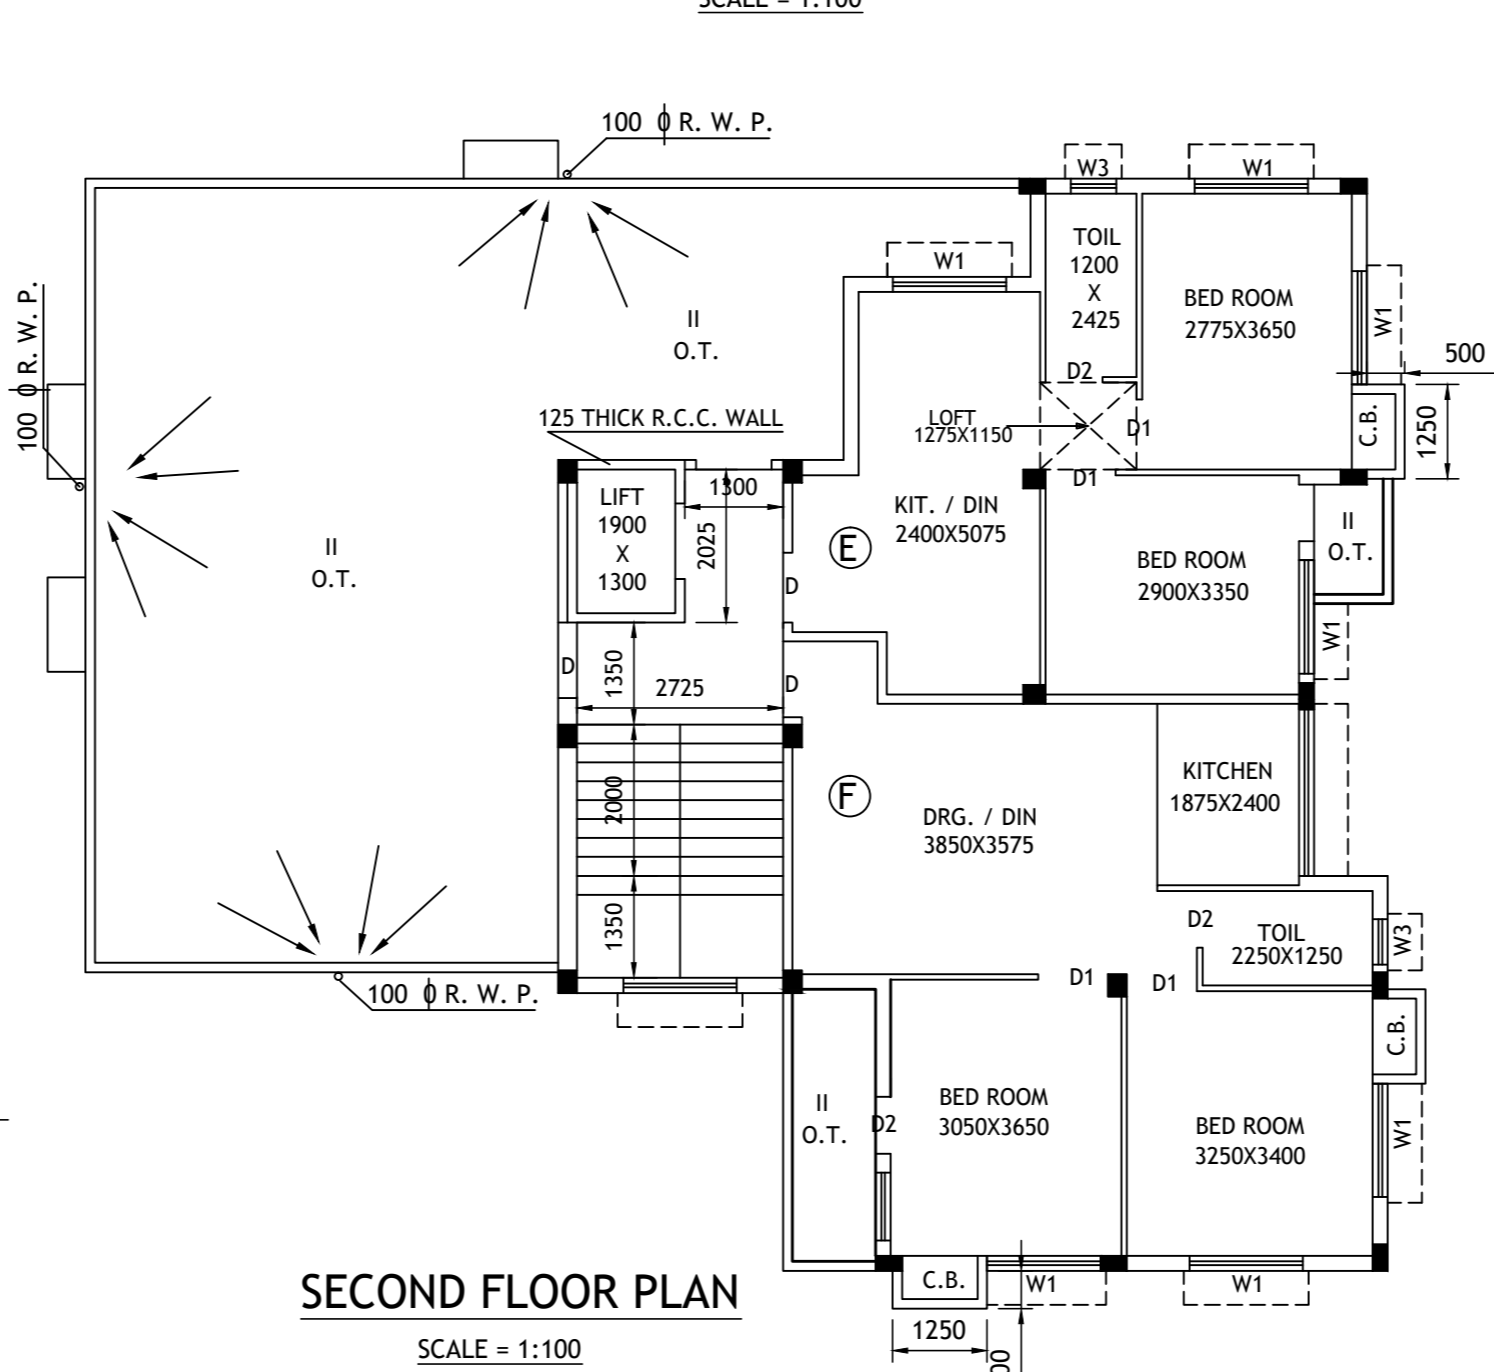 SCALE = 1:100
100 0 R. W. P.
W3
W1
TOIL
1200
X
2425
W1
BED ROOM
2775X3650
W1
100 0 R. W. P.
II
O.T.
500
D2
125 THICK R.C.C. WALL
LOFT
1275X1150
D1
C.B.
1250
D1
1300
LIFT
1900
X
1300
2025
KIT. / DIN
2400X5075
E
II
O.T.
II
O.T.
BED ROOM
2900X3350
D
W1
D
1350
2725
D
KITCHEN
1875X2400
2000
F
DRG. / DIN
3850X3575
1350
D2
TOIL
2250X1250
W3
D1
D1
100 0 R. W. P.
C.B.
II
O.T.
D2
BED ROOM
3050X3650
BED ROOM
3250X3400
W1
C.B.
W1
W1
SECOND FLOOR PLAN
SCALE = 1:100
1250